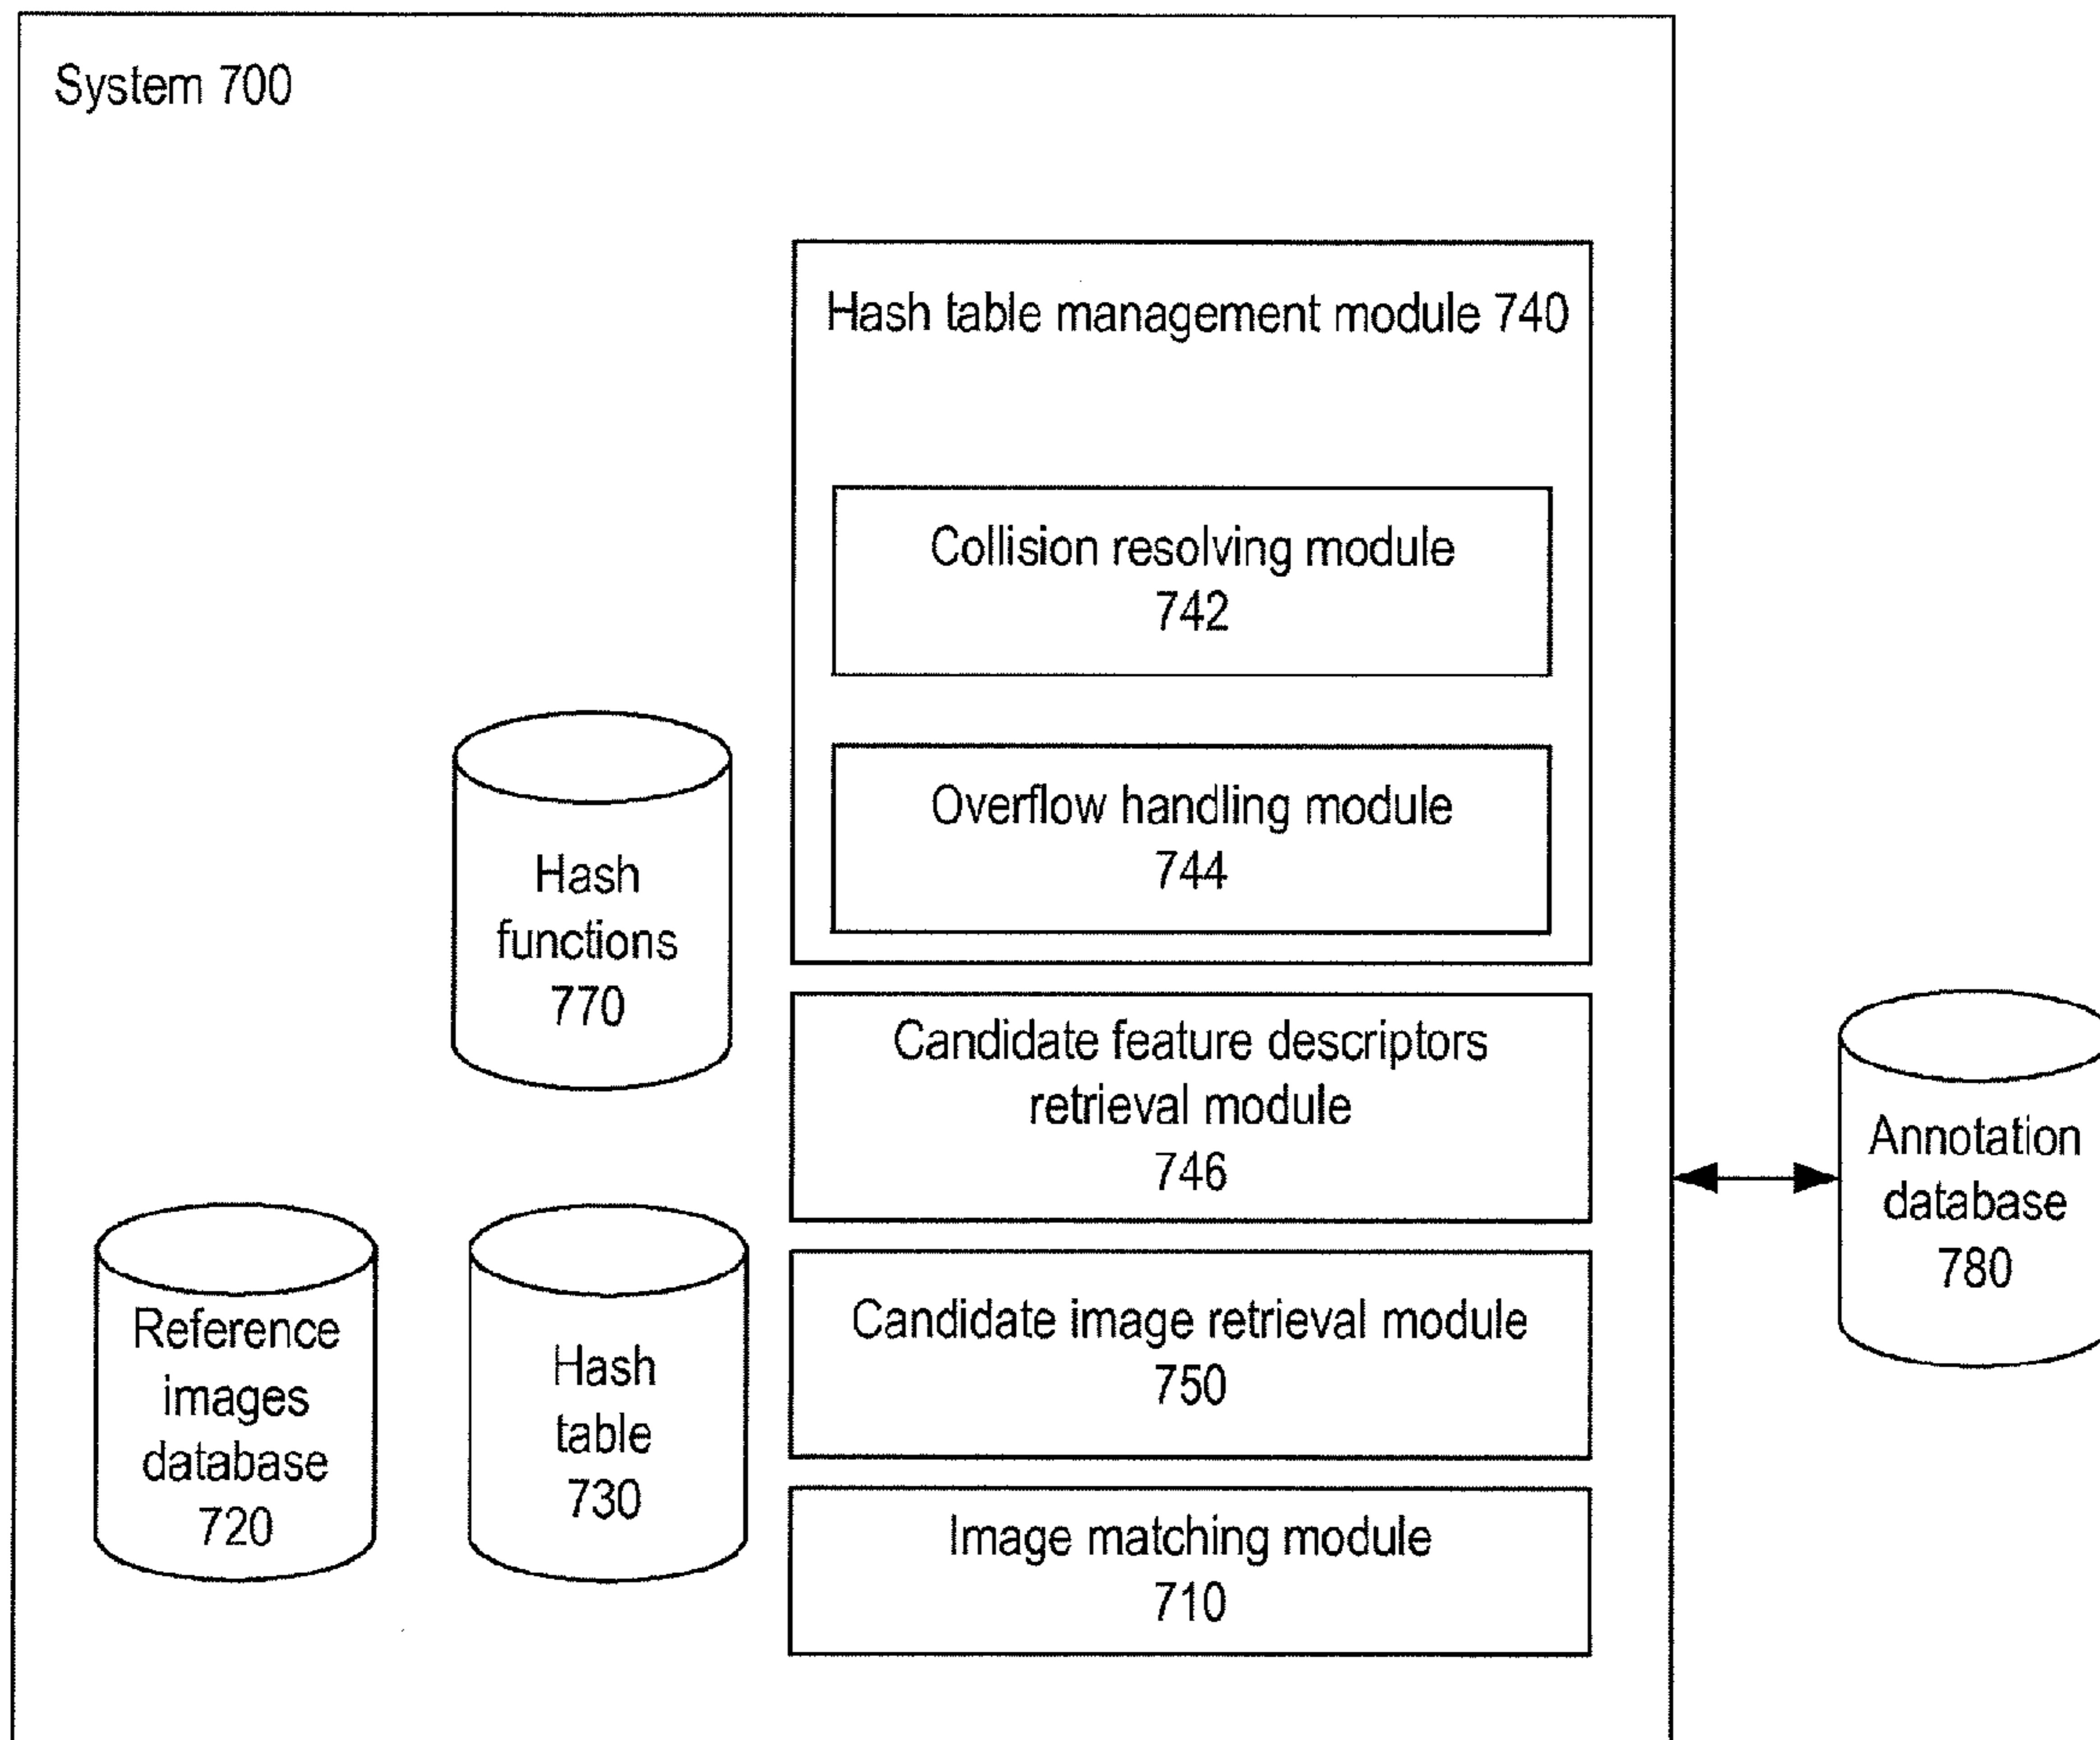 System 700
Hash table management module 740
Collision resolving module
742
Overflow handling module
744
Hash
functions
770
Candidate feature descriptors
retrieval module
746
Annotation
database
780
Reference
images
database
720
Hash
table
730
Candidate image retrieval module
750
Image matching module
710